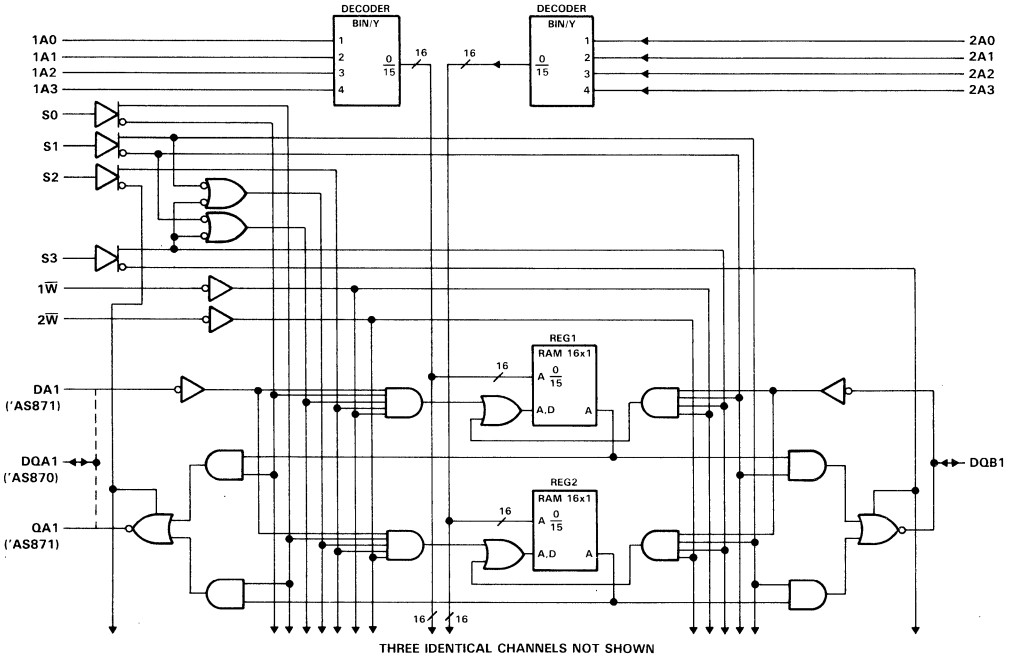 DECODER
BIN/Y
DECODER
BIN/Y
1A0
1
16
16
1
2A0
1A1
2
0
15
0
15
2
2A1
1A2
3
3
2A2
1A3
4
4
2A3
S0
S1
S2
S3
1W̅
2W̅
REG1
RAM 16x1
16
A 0
15
DA1
('AS871)
A,D
A
DQA1
('AS870)
DQB1
REG2
RAM 16x1
16
A 0
15
QA1
('AS871)
A,D
A
16
16
THREE IDENTICAL CHANNELS NOT SHOWN